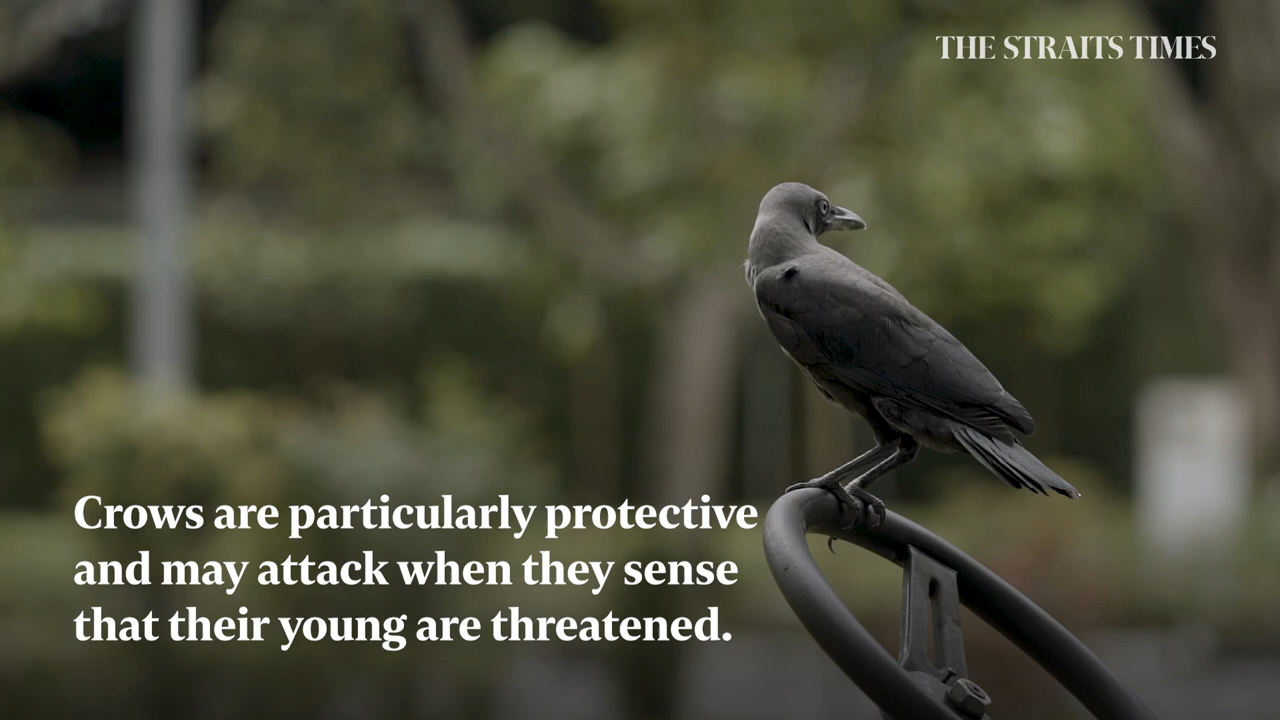 THE STRAITS TIMES
Crows are particularly protective
and may attack when they sense
that their young are threatened.